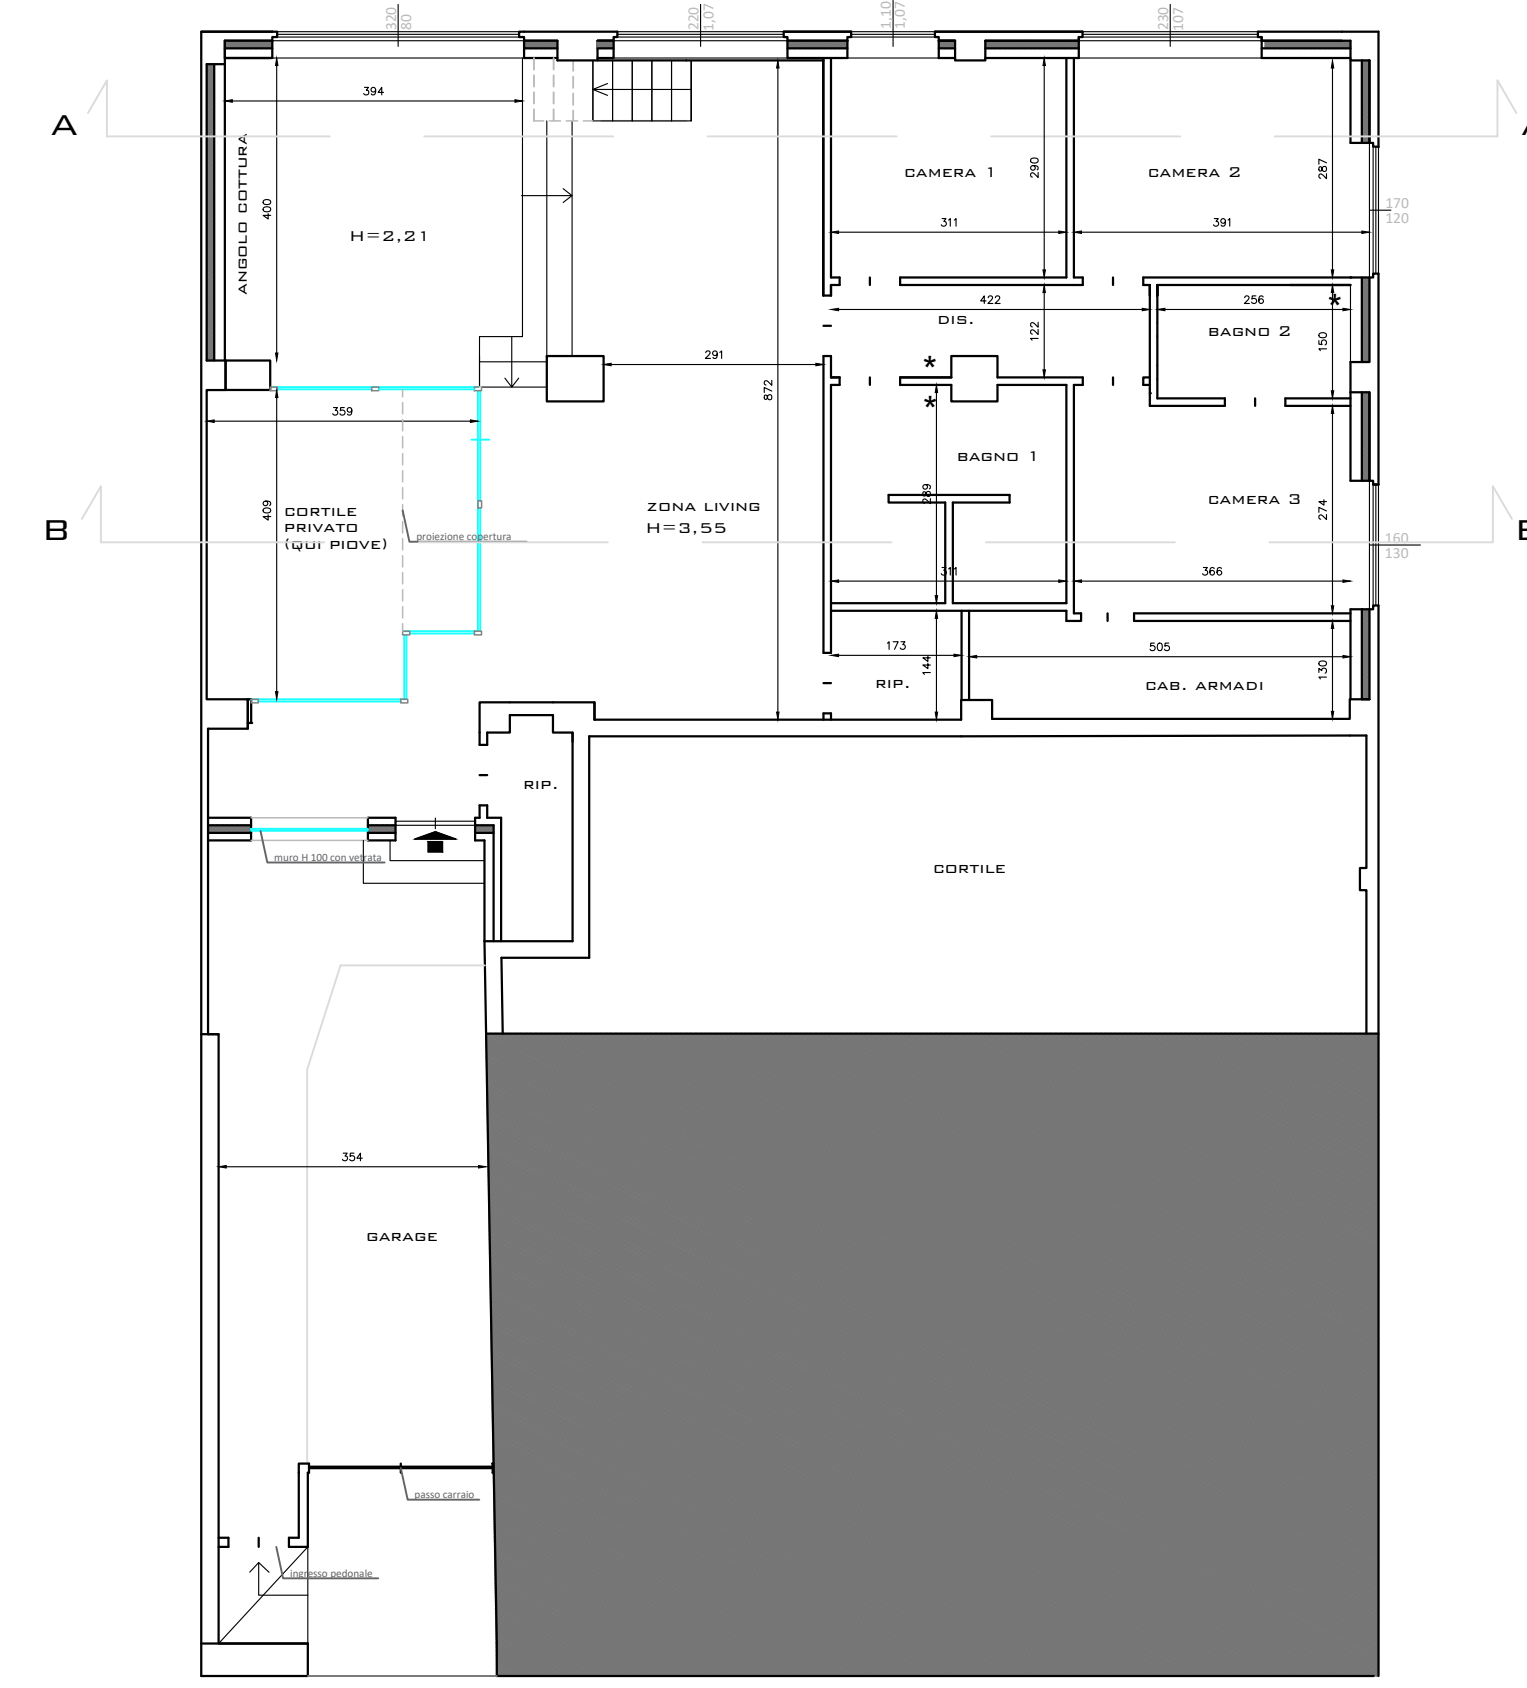 320
80
220
1,07
1,10
1,07
230
107
A
A
394
ANGOLO COTTURA
400
H=2,21
CAMERA 1
290
311
CAMERA 2
287
391
170
120
422
DIS.
122
256
*
BAGNO 2
150
291
872
*
*
359
409
CORTILE
PRIVATO
(QUI PIOVE)
proiezione copertura
ZONA LIVING
H=3,55
BAGNO 1
289
311
CAMERA 3
274
366
B
160
130
173
144
RIP.
505
CAB. ARMADI
130
RIP.
muro H 100 con vetrata
CORTILE
354
GARAGE
passo carraio
ingresso pedonale